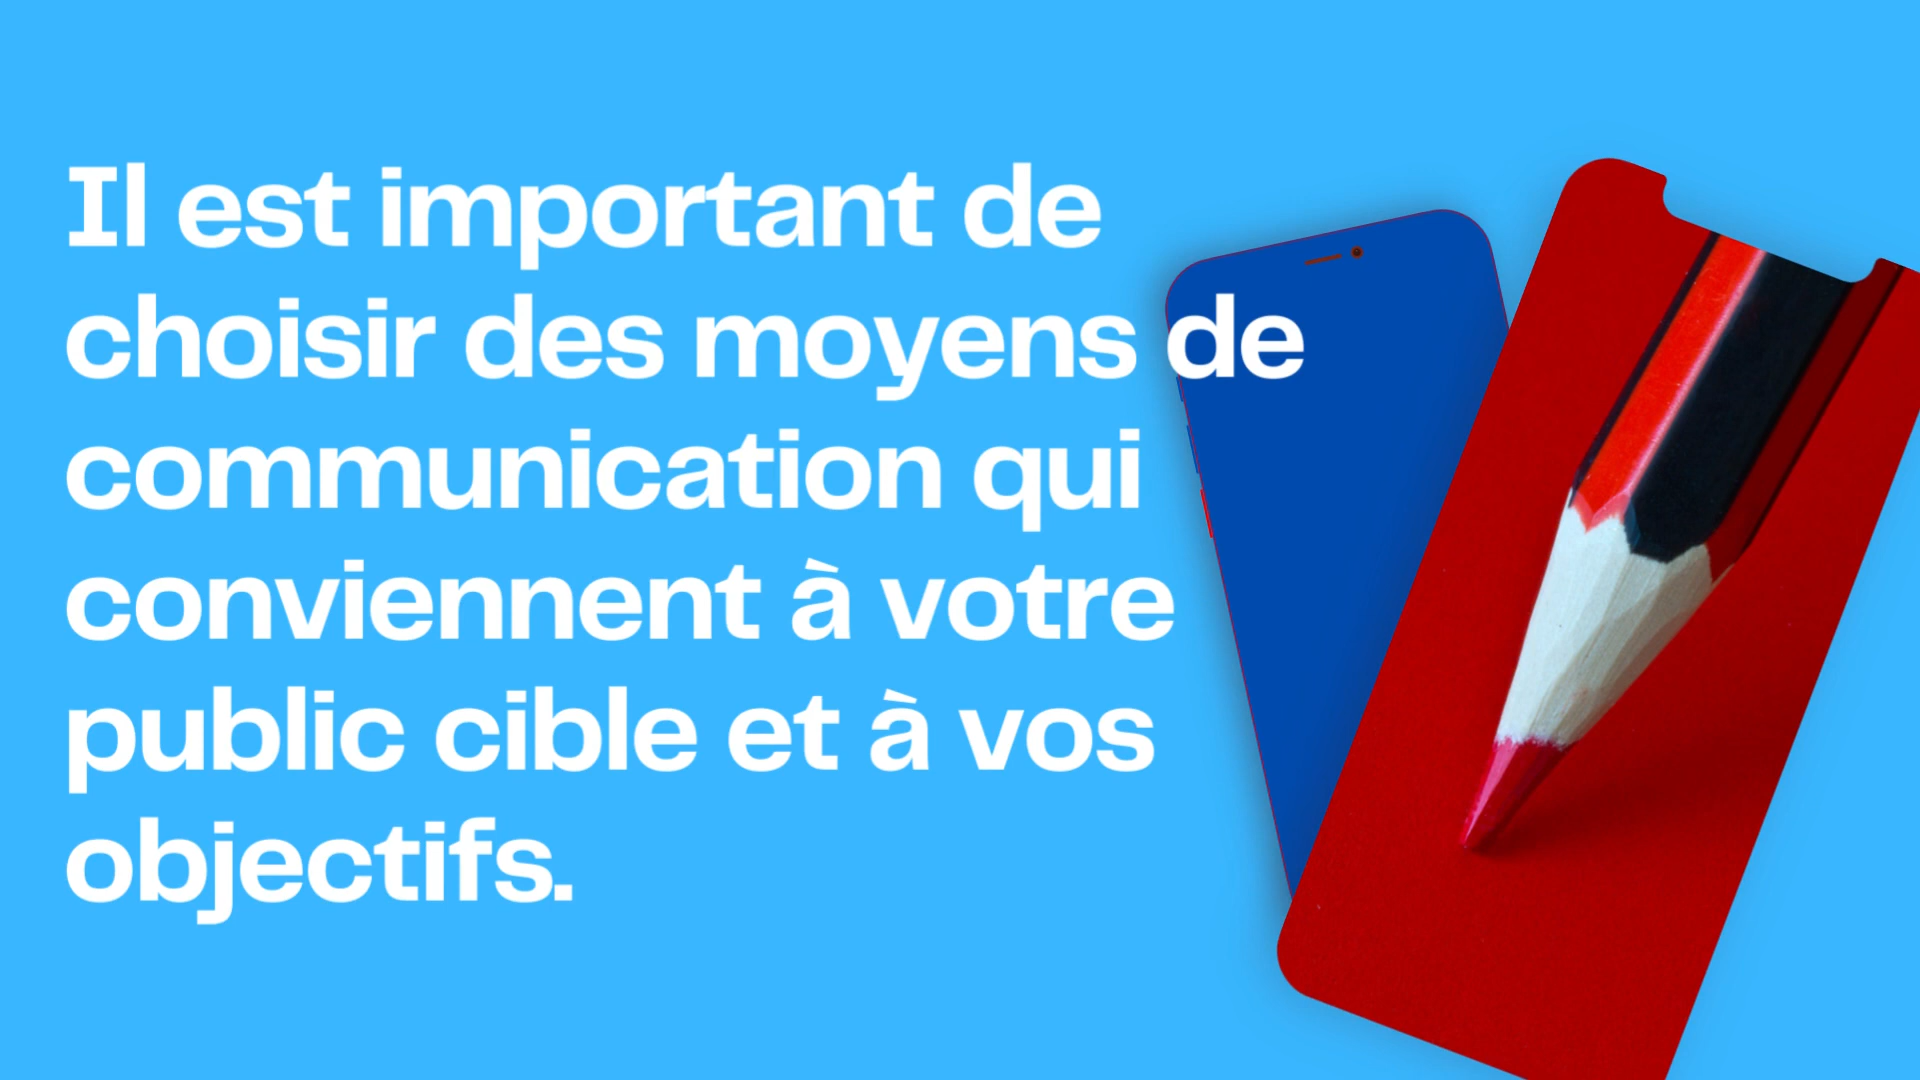 Il est important de
choisir des moyens de
communication qui
conviennent à votre
public cible et à vos
objectifs.